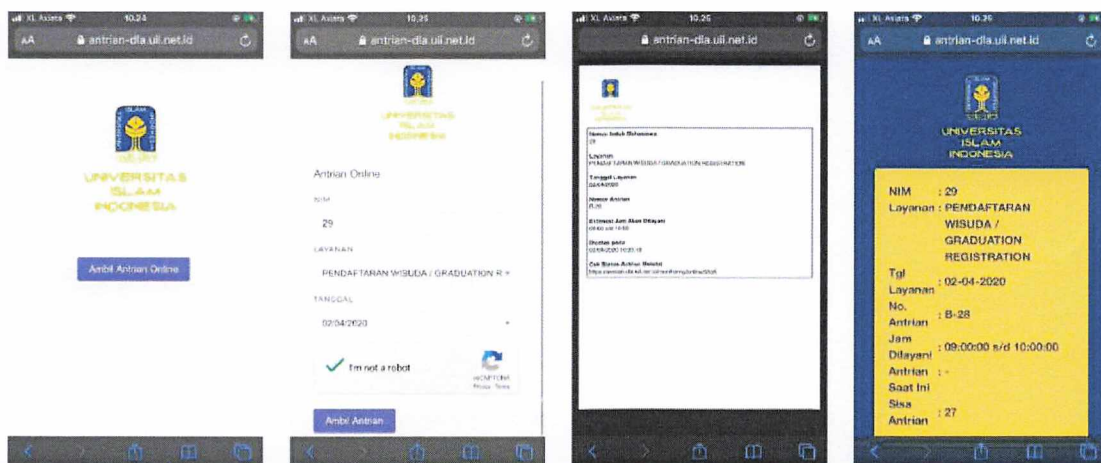 XL Axiata 10.24
AA antrian-dla.uii.net.id
UNIVERSITAS
ISLAM
INDONESIA
Ambil Antrian Online
XL Axiata 10.25
AA antrian-dla.uii.net.id
UNIVERSITAS
ISLAM
INDONESIA
Antrian Online
NIM
29
LAYANAN
PENDAFTARAN WISUDA / GRADUATION R
TANGGAL
02/04/2020
I'm not a robot
reCAPTCHA
Privacy - Terms
Ambil Antrian
XL Axiata 10.25
antrian-dla.uii.net.id
Nomor Induk Mahasiswa
29
Layanan
PENDAFTARAN WISUDA / GRADUATION REGISTRATION
Tanggal Layanan
Nomor Antrian
Estimasi Jam Akan Dilayani
Cek Status Antrian Melalui
XL Axiata 10.26
AA antrian-dla.uii.net.id
UNIVERSITAS
ISLAM
INDONESIA
NIM : 29
Layanan : PENDAFTARAN
WISUDA /
GRADUATION
REGISTRATION
Tgl
Layanan : 02-04-2020
No.
Antrian : B-28
Jam
Dilayani : 09:00:00 s/d 10:00:00
Antrian : -
Saat Ini
Sisa
Antrian : 27